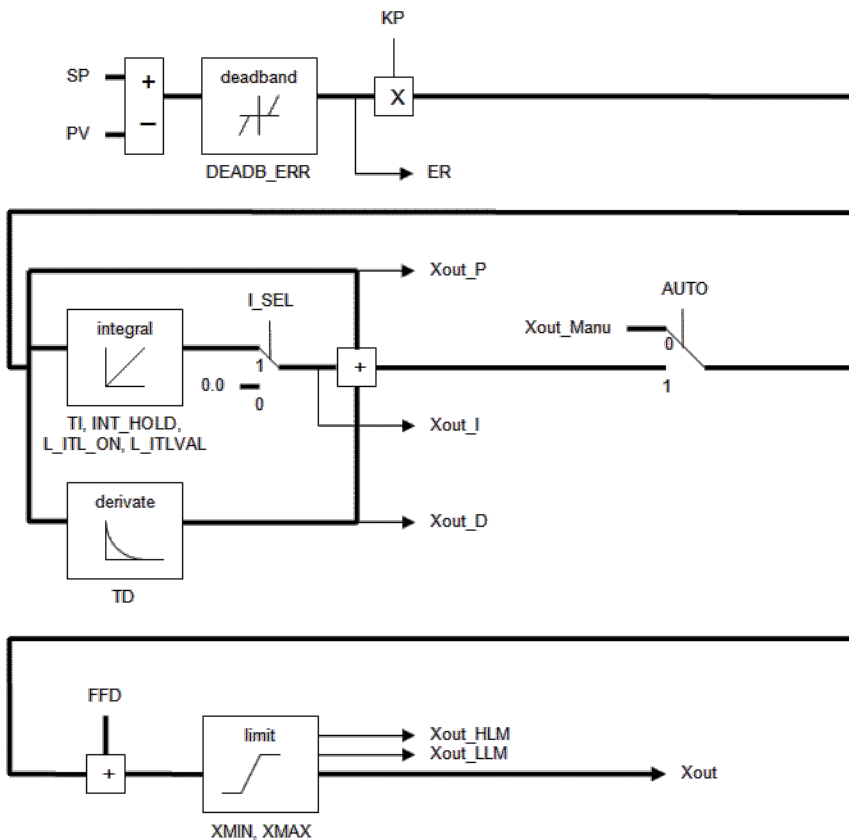 KP
SP
+
deadband
X
PV
−
DEADB_ERR
ER
Xout_P
I_SEL
AUTO
integral
Xout_Manu
0
1
+
0.0
0
1
TI, INT_HOLD,
L_ITL_ON, L_ITLVAL
Xout_I
derivate
Xout_D
TD
FFD
limit
Xout_HLM
Xout_LLM
+
Xout
XMIN, XMAX